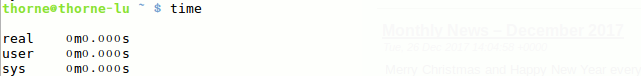 thorne@thorne-lu ~ $ time
Monthly News – December 2017
real 0m0.000s
user 0m0.000s
sys 0m0.000s
Merry Christmas and Happy New Year every